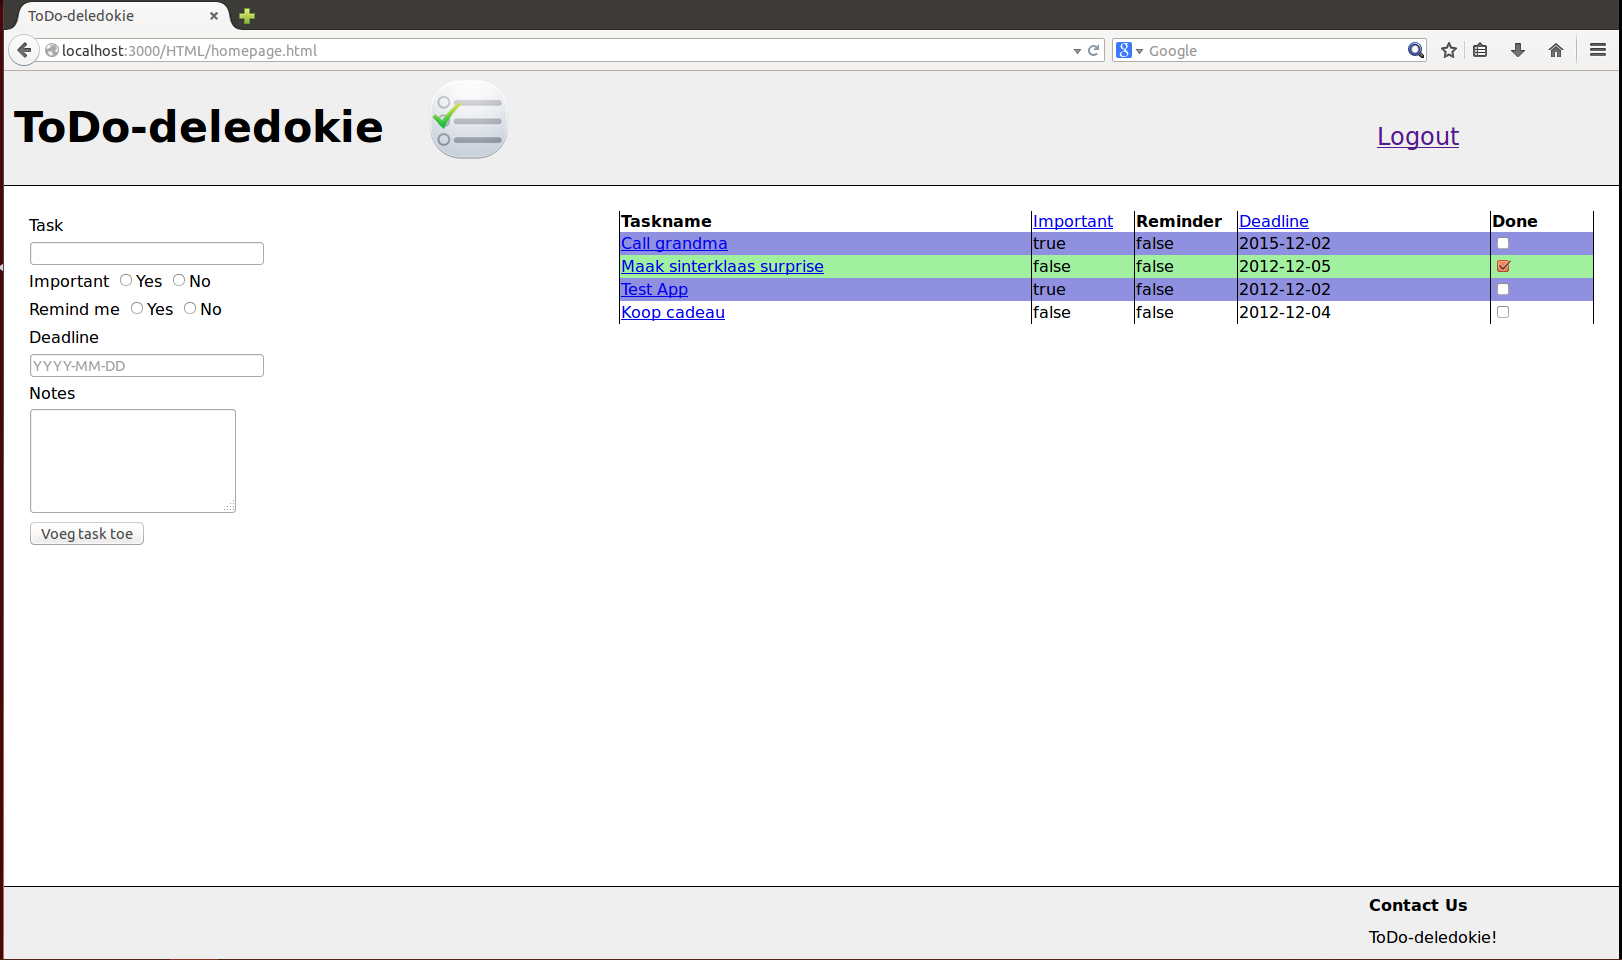 ToDo-deledokie
localhost:3000/HTML/homepage.html
Google
ToDo-deledokie
Logout
Task
Important Yes No
Remind me Yes No
Deadline
YYYY-MM-DD
Notes
Voeg task toe
Taskname Important Reminder Deadline Done
Call grandma true false 2015-12-02
Maak sinterklaas surprise false false 2012-12-05
Test App true false 2012-12-02
Koop cadeau false false 2012-12-04
Contact Us
ToDo-deledokie!